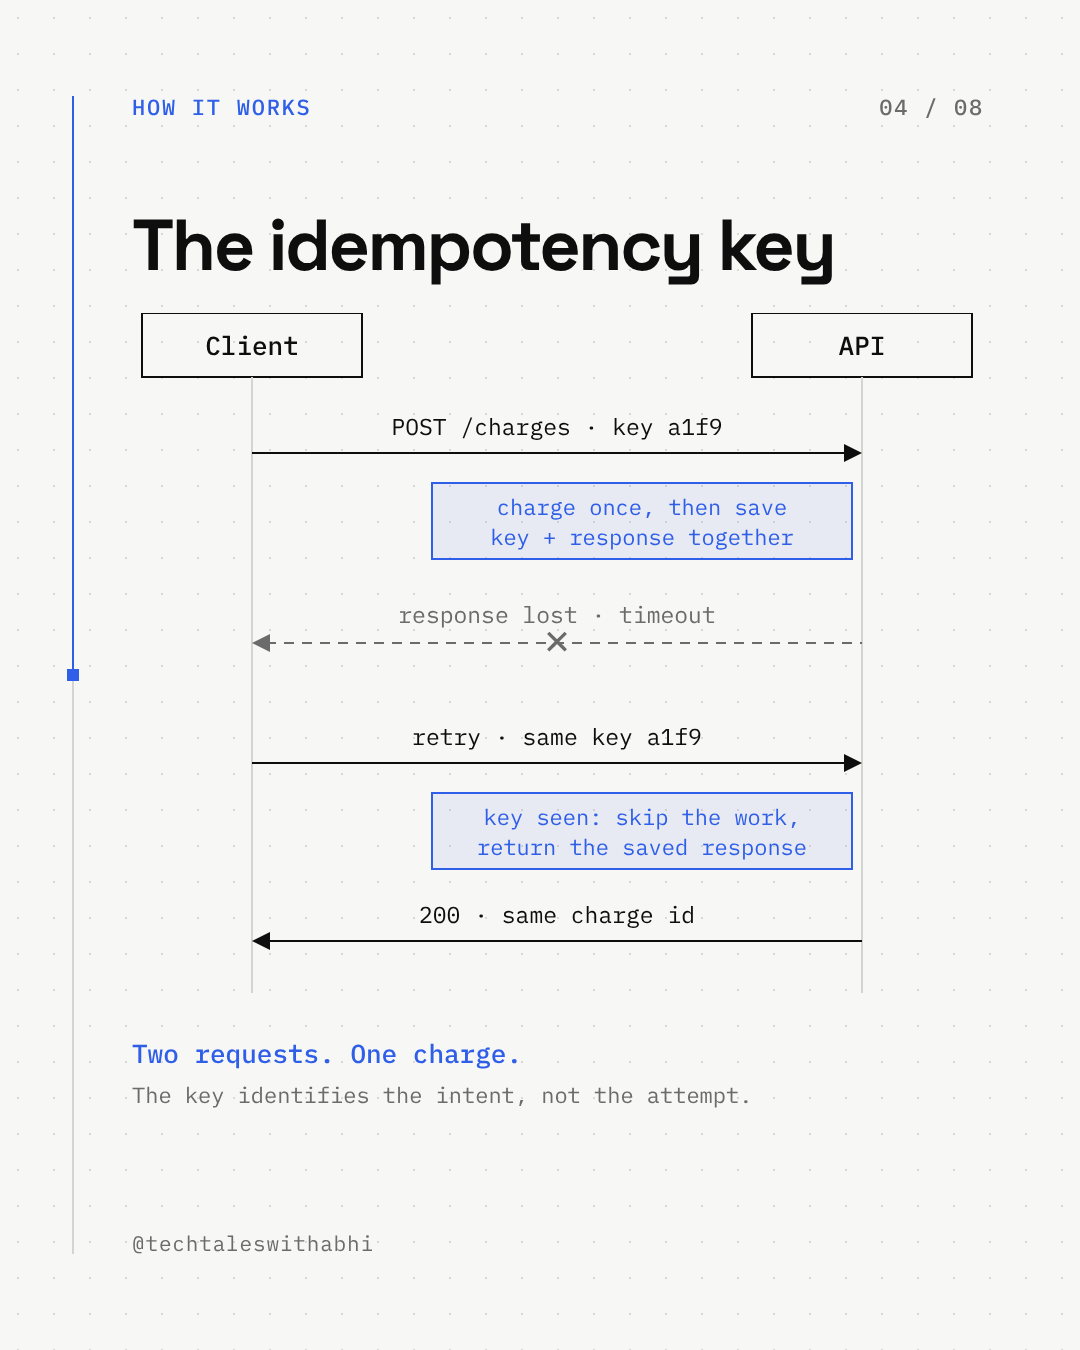 HOW IT WORKS
04 / 08
The idempotency key
Client
API
POST /charges · key a1f9
charge once, then save
key + response together
response lost · timeout
retry · same key a1f9
key seen: skip the work,
return the saved response
200 · same charge id
Two requests. One charge.
The key identifies the intent, not the attempt.
@techtaleswithabhi